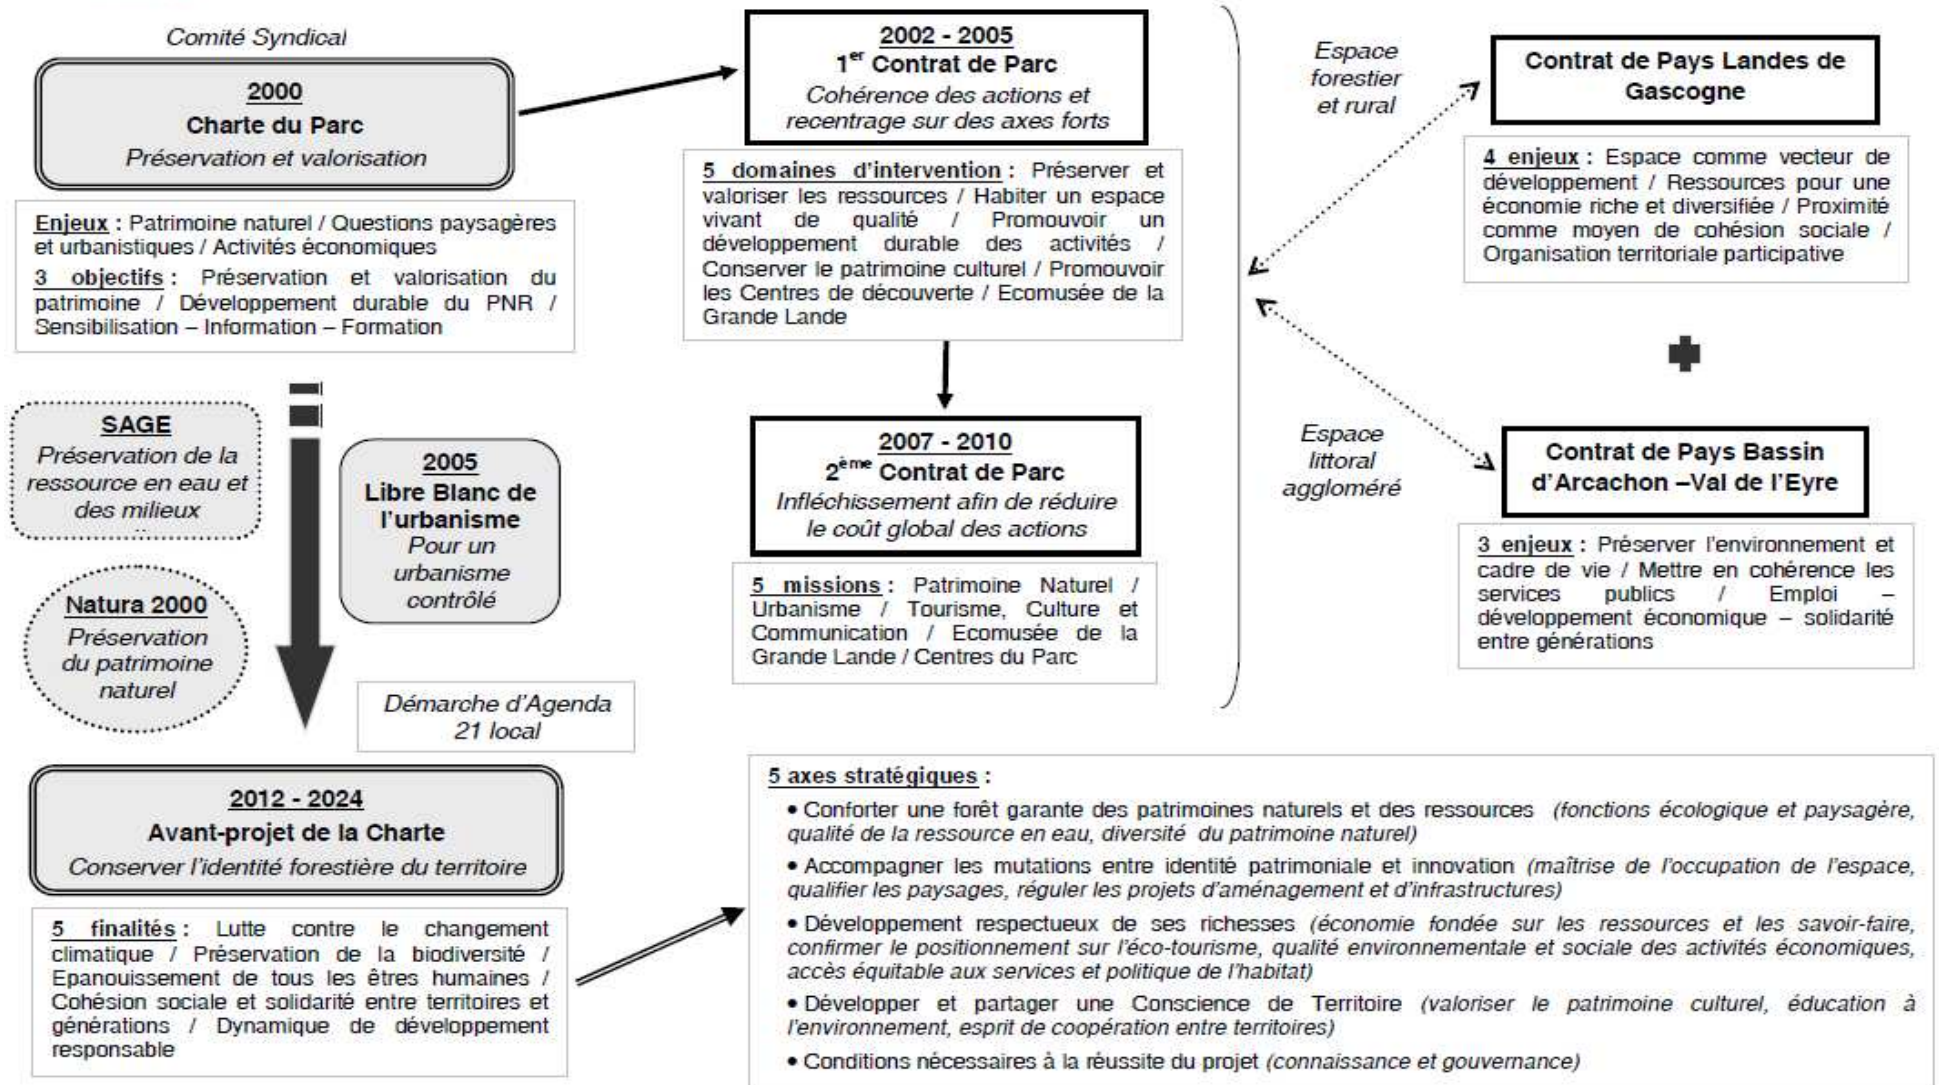 Comité Syndical
2000
Charte du Parc
Préservation et valorisation
Enjeux : Patrimoine naturel / Questions paysagères
et urbanistiques / Activités économiques
3 objectifs : Préservation et valorisation du
patrimoine / Développement durable du PNR /
Sensibilisation – Information – Formation
2002 - 2005
1er Contrat de Parc
Cohérence des actions et
recentrage sur des axes forts
5 domaines d'intervention : Préserver et
valoriser les ressources / Habiter un espace
vivant de qualité / Promouvoir un
développement durable des activités /
Conserver le patrimoine culturel / Promouvoir
les Centres de découverte / Ecomusée de la
Grande Lande
Espace
forestier
et rural
Contrat de Pays Landes de
Gascogne
4 enjeux : Espace comme vecteur de
développement / Ressources pour une
économie riche et diversifiée / Proximité
comme moyen de cohésion sociale /
Organisation territoriale participative
SAGE
Préservation de la
ressource en eau et
des milieux
2005
Libre Blanc de
l'urbanisme
Pour un
urbanisme
contrôlé
Natura 2000
Préservation
du patrimoine
naturel
Démarche d'Agenda
21 local
2007 - 2010
2ème Contrat de Parc
Infléchissement afin de réduire
le coût global des actions
5 missions : Patrimoine Naturel /
Urbanisme / Tourisme, Culture et
Communication / Ecomusée de la
Grande Lande / Centres du Parc
Espace
littoral
aggloméré
Contrat de Pays Bassin
d'Arcachon –Val de l'Eyre
3 enjeux : Préserver l'environnement et
cadre de vie / Mettre en cohérence les
services publics / Emploi –
développement économique – solidarité
entre générations
2012 - 2024
Avant-projet de la Charte
Conserver l'identité forestière du territoire
5 finalités : Lutte contre le changement
climatique / Préservation de la biodiversité /
Epanouissement de tous les êtres humaines /
Cohésion sociale et solidarité entre territoires et
générations / Dynamique de développement
responsable
5 axes stratégiques :
• Conforter une forêt garante des patrimoines naturels et des ressources (fonctions écologique et paysagère,
qualité de la ressource en eau, diversité du patrimoine naturel)
• Accompagner les mutations entre identité patrimoniale et innovation (maîtrise de l'occupation de l'espace,
qualifier les paysages, réguler les projets d'aménagement et d'infrastructures)
• Développement respectueux de ses richesses (économie fondée sur les ressources et les savoir-faire,
confirmer le positionnement sur l'éco-tourisme, qualité environnementale et sociale des activités économiques,
accès équitable aux services et politique de l'habitat)
• Développer et partager une Conscience de Territoire (valoriser le patrimoine culturel, éducation à
l'environnement, esprit de coopération entre territoires)
• Conditions nécessaires à la réussite du projet (connaissance et gouvernance)